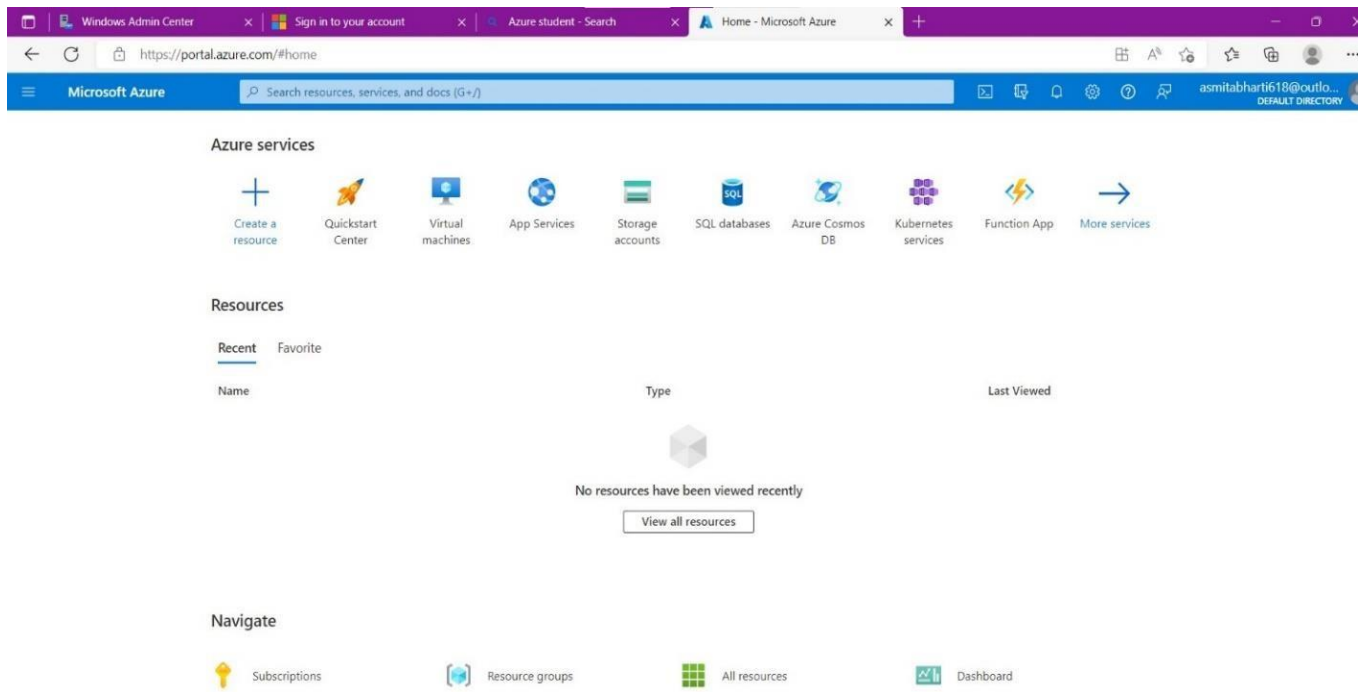 Windows Admin Center
Sign in to your account
Azure student - Search
Home - Microsoft Azure
https://portal.azure.com/#home
Microsoft Azure
Search resources, services, and docs (G+/)
asmitabharti618@outlo...
DEFAULT DIRECTORY
Azure services
Create a resource
Quickstart Center
Virtual machines
App Services
Storage accounts
SQL databases
Azure Cosmos DB
Kubernetes services
Function App
More services
Resources
Recent Favorite
Name Type Last Viewed
No resources have been viewed recently
View all resources
Navigate
Subscriptions Resource groups All resources Dashboard